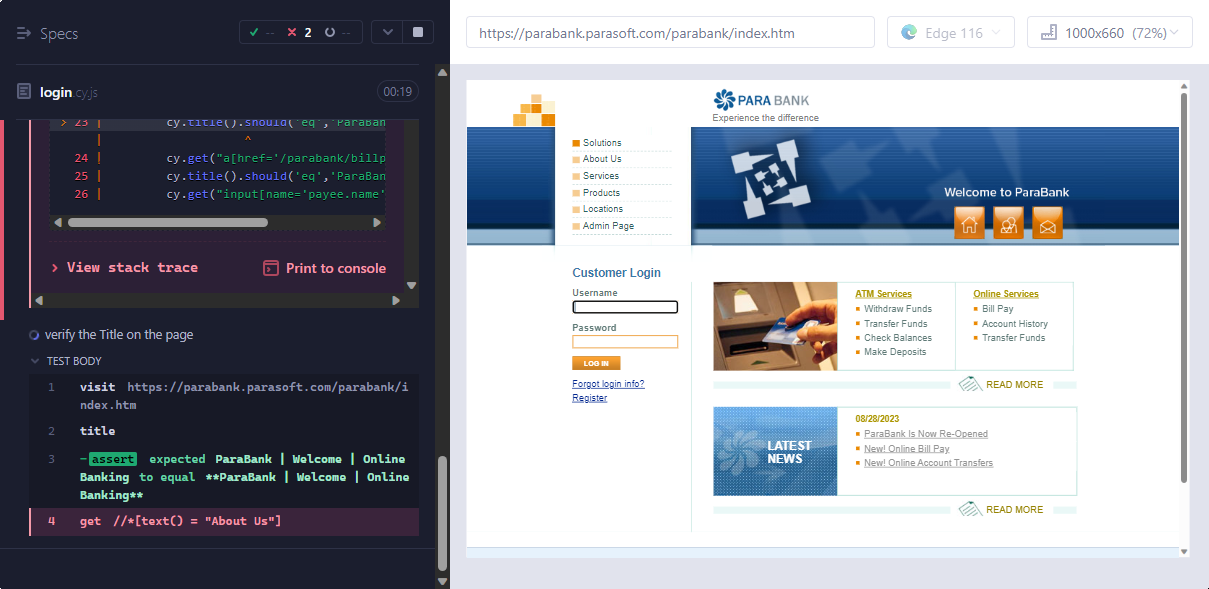 Specs
-- 2 --
login.cy.js 00:19
> 23 | cy.title().should('eq','ParaBan
| ^
24 | cy.get("a[href='/parabank/billp
25 | cy.title().should('eq','ParaBan
26 | cy.get("input[name='payee.name'
> View stack trace
Print to console
verify the Title on the page
TEST BODY
1 visit https://parabank.parasoft.com/parabank/i
ndex.htm
2 title
3 -assert expected ParaBank | Welcome | Online
Banking to equal **ParaBank | Welcome | Online
Banking**
4 get //*[text() = "About Us"]
https://parabank.parasoft.com/parabank/index.htm
Edge 116
1000x660 (72%)
PARA BANK
Experience the difference
Solutions
About Us
Services
Products
Locations
Admin Page
Welcome to ParaBank
Customer Login
Username
Password
LOG IN
Forgot login info?
Register
ATM Services
Withdraw Funds
Transfer Funds
Check Balances
Make Deposits
Online Services
Bill Pay
Account History
Transfer Funds
READ MORE
LATEST
NEWS
08/28/2023
ParaBank Is Now Re-Opened
New! Online Bill Pay
New! Online Account Transfers
READ MORE